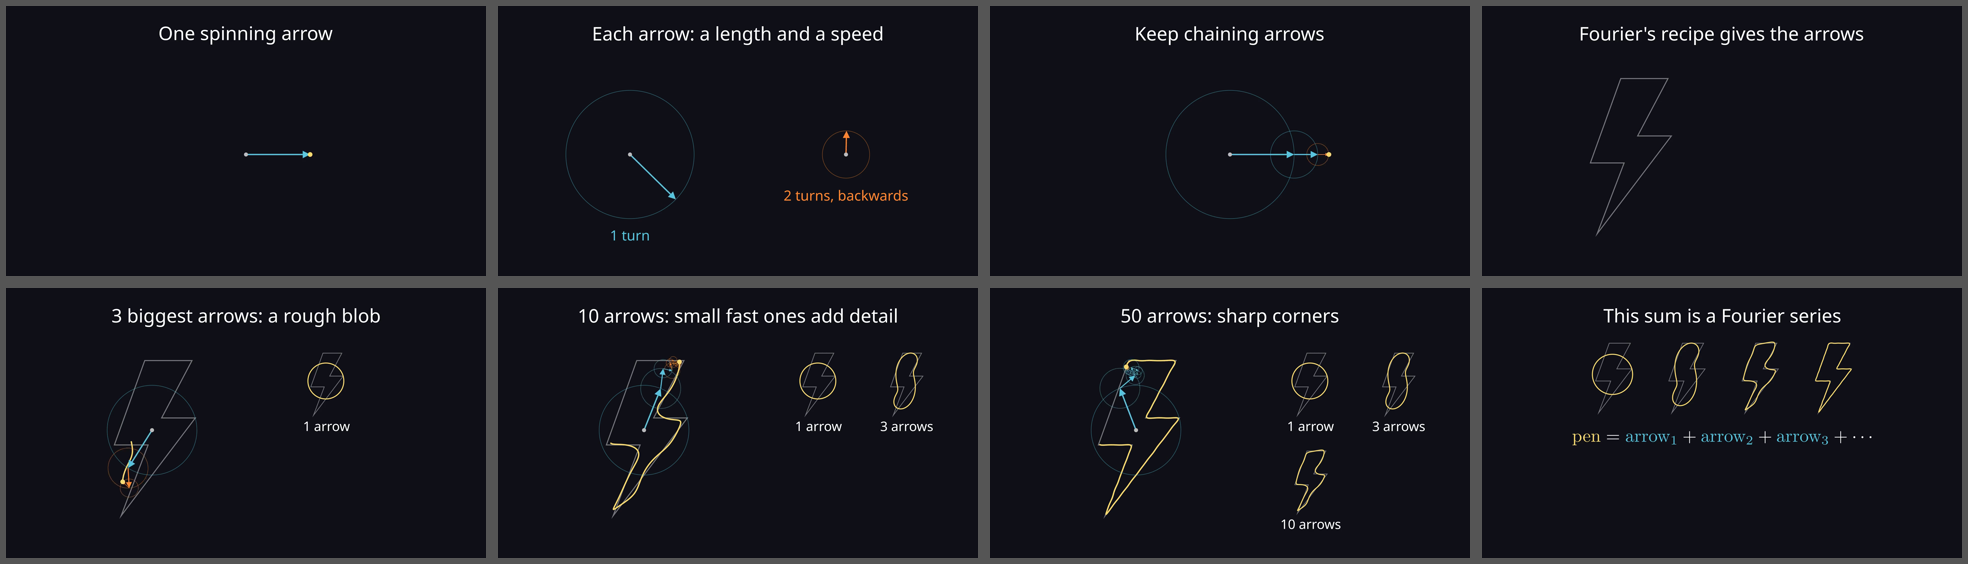 One spinning arrow
Each arrow: a length and a speed
2 turns, backwards
1 turn
Keep chaining arrows
Fourier's recipe gives the arrows
3 biggest arrows: a rough blob
1 arrow
10 arrows: small fast ones add detail
1 arrow
3 arrows
50 arrows: sharp corners
1 arrow
3 arrows
10 arrows
This sum is a Fourier series
pen = arrow₁ + arrow₂ + arrow₃ + ⋯